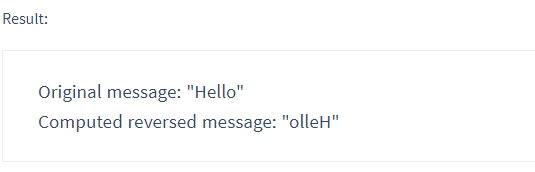 Result:
Original message: "Hello"
Computed reversed message: "olleH"